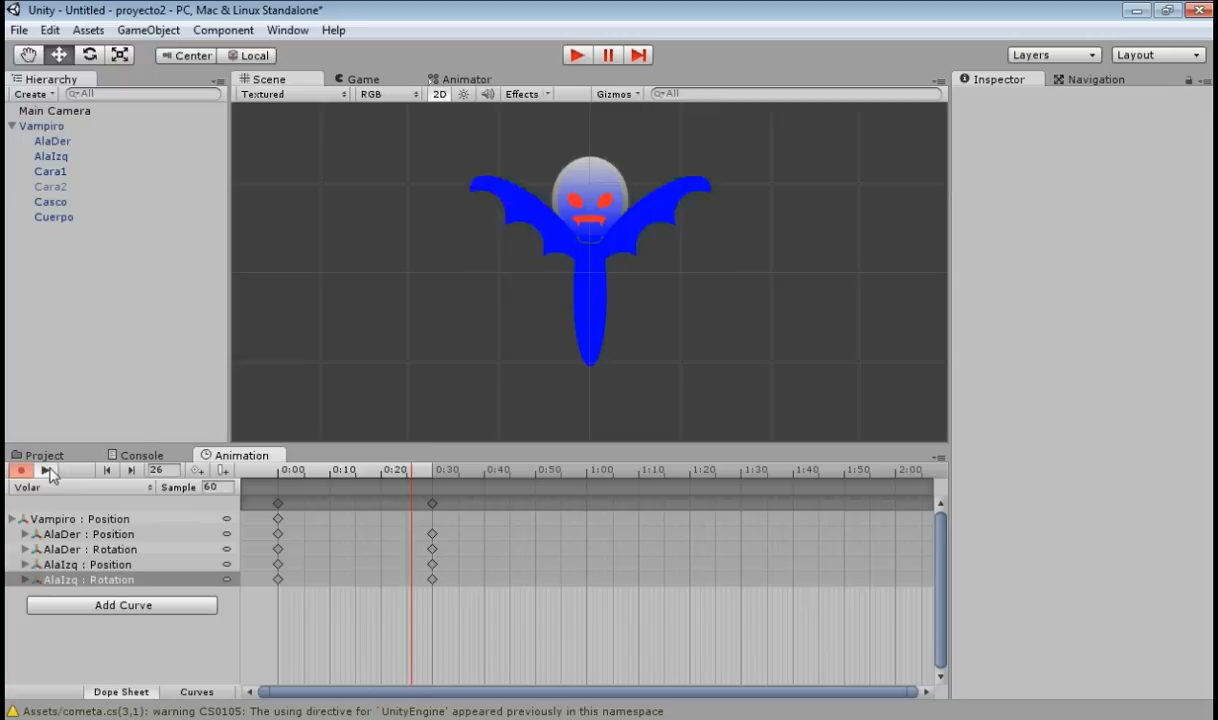 Unity - Untitled - proyecto2 - PC, Mac & Linux Standalone*
File Edit Assets GameObject Component Window Help
Center Local Layers Layout
Hierarchy Scene Game Animator Inspector Navigation
Create All Textured RGB 2D Effects Gizmos All
Main Camera
Vampiro
AlaDer
AlaIzq
Cara1
Cara2
Casco
Cuerpo
Project Console Animation
26 0:00 0:10 0:20 0:30 0:40 0:50 1:00 1:10 1:20 1:30 1:40 1:50 2:00
Volar Sample 60
Vampiro : Position
AlaDer : Position
AlaDer : Rotation
AlaIzq : Position
AlaIzq : Rotation
Add Curve
Dope Sheet Curves
Assets/cometa.cs(3,1): warning CS0105: The using directive for `UnityEngine' appeared previously in this namespace